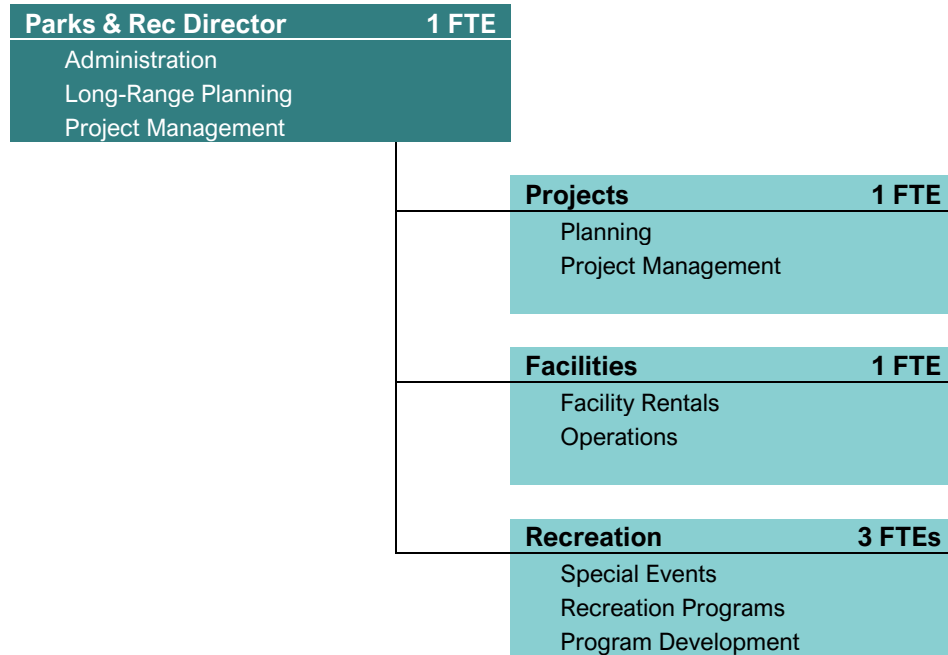 Parks & Rec Director 1 FTE
Administration
Long-Range Planning
Project Management
Projects 1 FTE
Planning
Project Management
Facilities 1 FTE
Facility Rentals
Operations
Recreation 3 FTEs
Special Events
Recreation Programs
Program Development